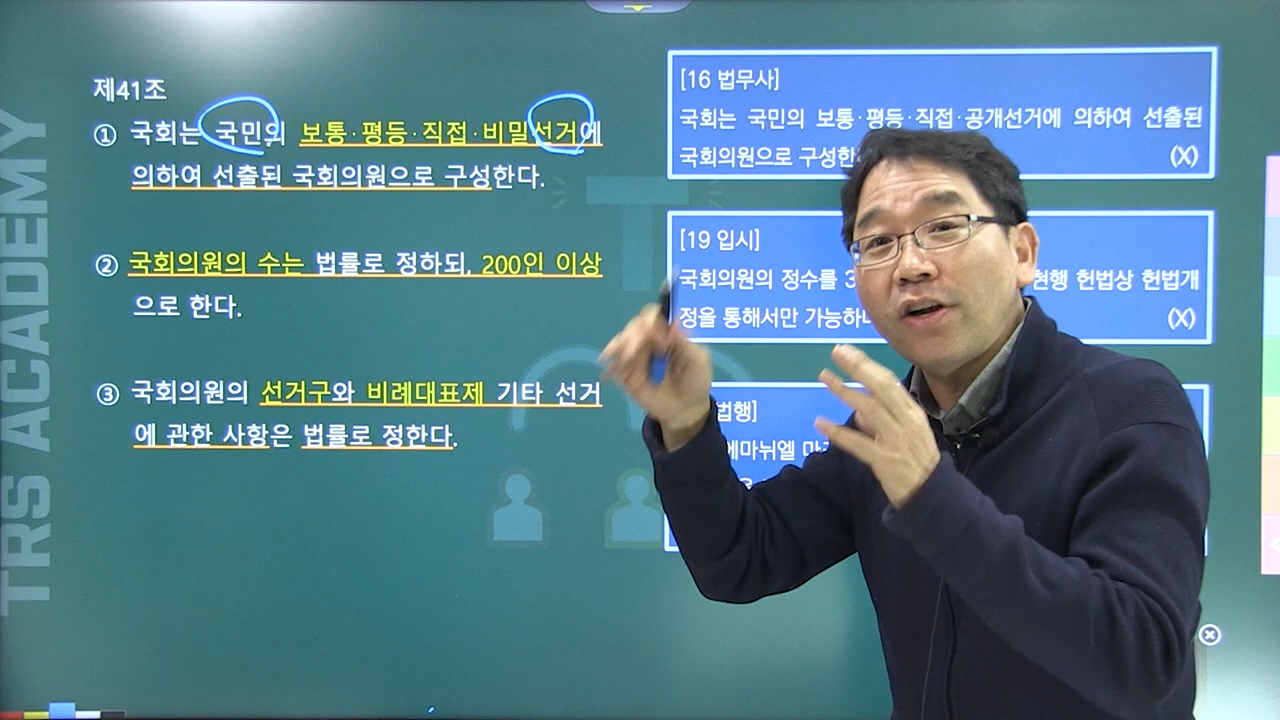 제41조
① 국회는 국민의 보통·평등·직접·비밀선거에
의하여 선출된 국회의원으로 구성한다.
② 국회의원의 수는 법률로 정하되, 200인 이상
으로 한다.
③ 국회의원의 선거구와 비례대표제 기타 선거
에 관한 사항은 법률로 정한다.
[16 법무사]
국회는 국민의 보통·평등·직접·공개선거에 의하여 선출된
국회의원으로 구성한 (X)
[19 입시]
국회의원의 정수를 3 현행 헌법상 헌법개
정을 통해서만 가능하 (X)
법행]
에마뉘엘
TRS ACADEMY